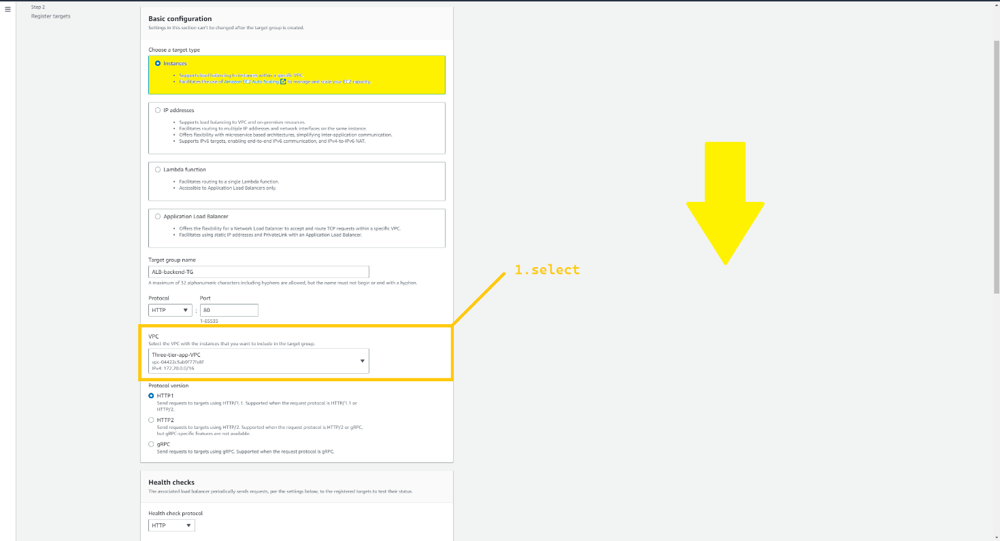 Step 2
Register targets
Basic configuration
Settings in this section can't be changed after the target group is created.
Choose a target type
Instances
Supports load balancing to instances within a specific VPC.
Facilitates the use of Amazon EC2 Auto Scaling to manage and scale your EC2 capacity.
IP addresses
Supports load balancing to VPC and on-premises resources.
Facilitates routing to multiple IP addresses and network interfaces on the same instance.
Offers flexibility with microservice based architectures, simplifying inter-application communication.
Supports IPv6 targets, enabling end-to-end IPv6 communication, and IPv4-to-IPv6 NAT.
Lambda function
Facilitates routing to a single Lambda function.
Accessible to Application Load Balancers only.
Application Load Balancer
Offers the flexibility for a Network Load Balancer to accept and route TCP requests within a specific VPC.
Facilitates using static IP addresses and PrivateLink with an Application Load Balancer.
Target group name
ALB-backend-TG
A maximum of 32 alphanumeric characters including hyphens are allowed, but the name must not begin or end with a hyphen.
1.select
Protocol Port
HTTP : 80
1-65535
VPC
Select the VPC with the instances that you want to include in the target group.
Three-tier-app-VPC
vpc-04422c5ab9f77fe8f
IPv4: 172.20.0.0/16
Protocol version
HTTP1
Send requests to targets using HTTP/1.1. Supported when the request protocol is HTTP/1.1 or
HTTP/2.
HTTP2
Send requests to targets using HTTP/2. Supported when the request protocol is HTTP/2 or gRPC,
but gRPC-specific features are not available.
gRPC
Send requests to targets using gRPC. Supported when the request protocol is gRPC.
Health checks
The associated load balancer periodically sends requests, per the settings below, to the registered targets to test their status.
Health check protocol
HTTP